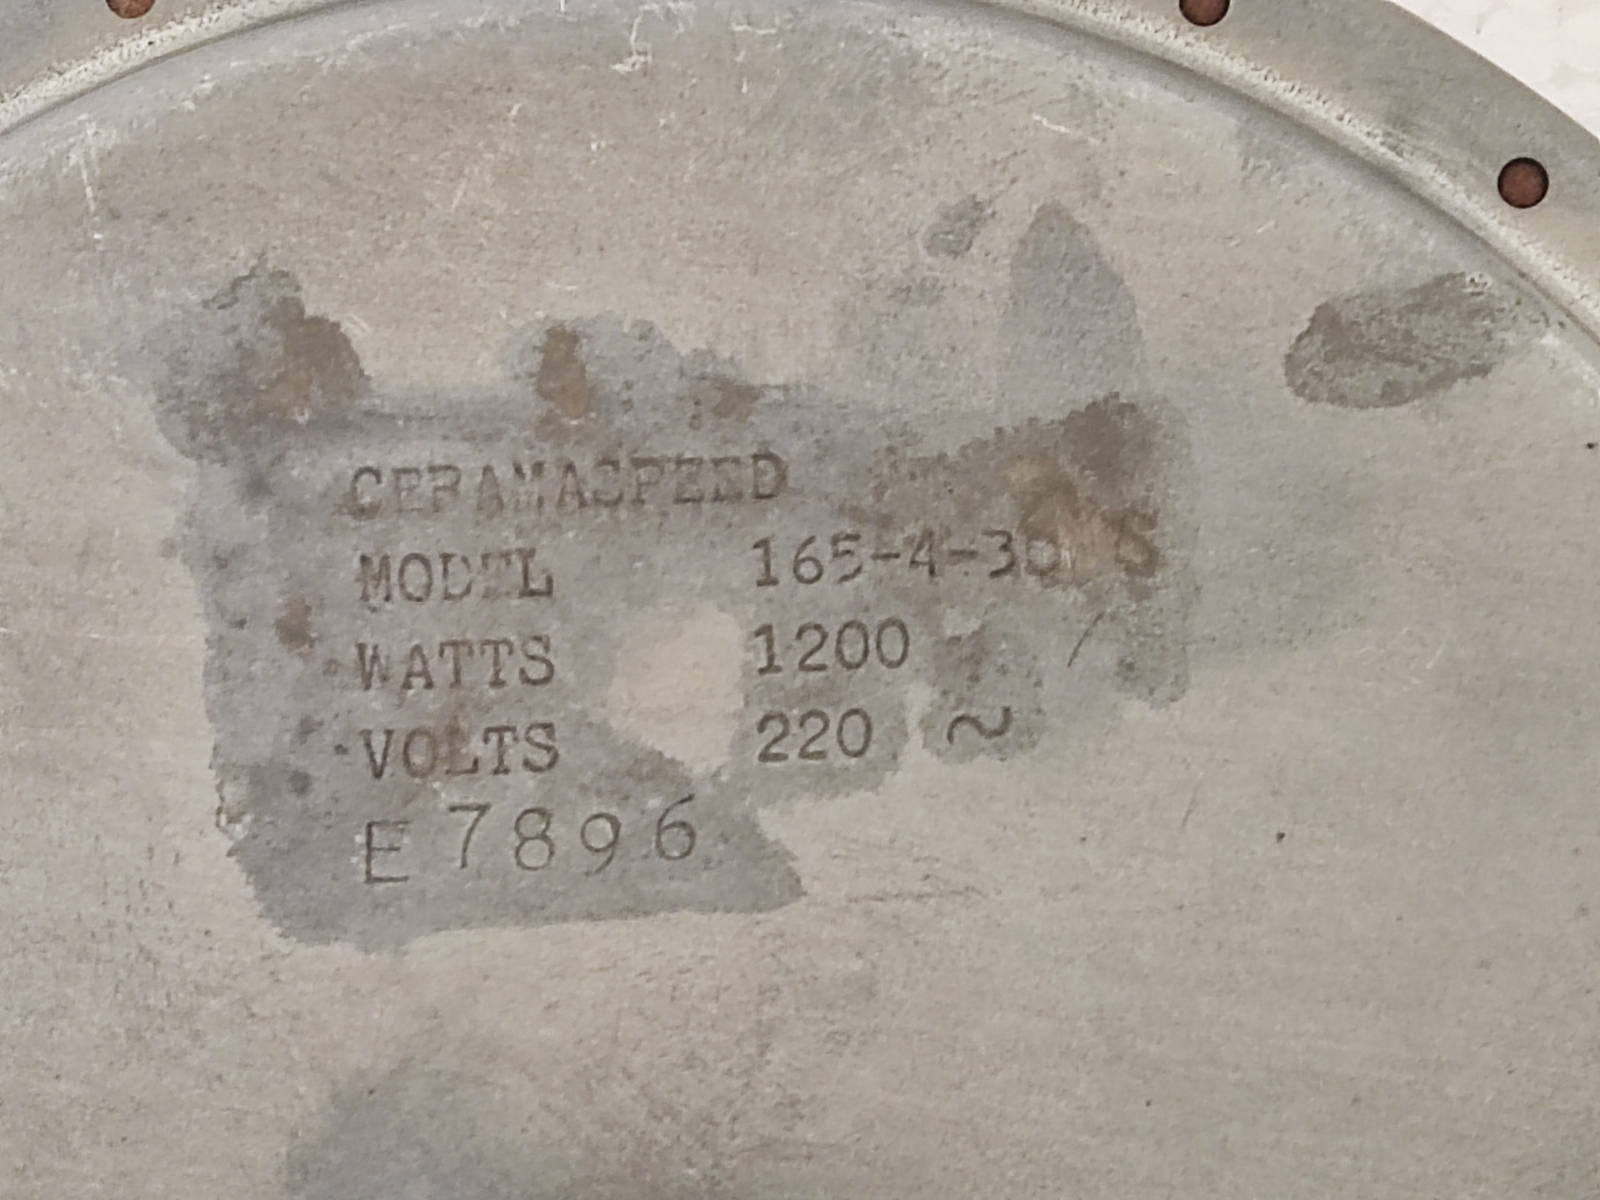 CERAMASPEED
MODEL 165-4-30
WATTS 1200
VOLTS 220 ~
E7896